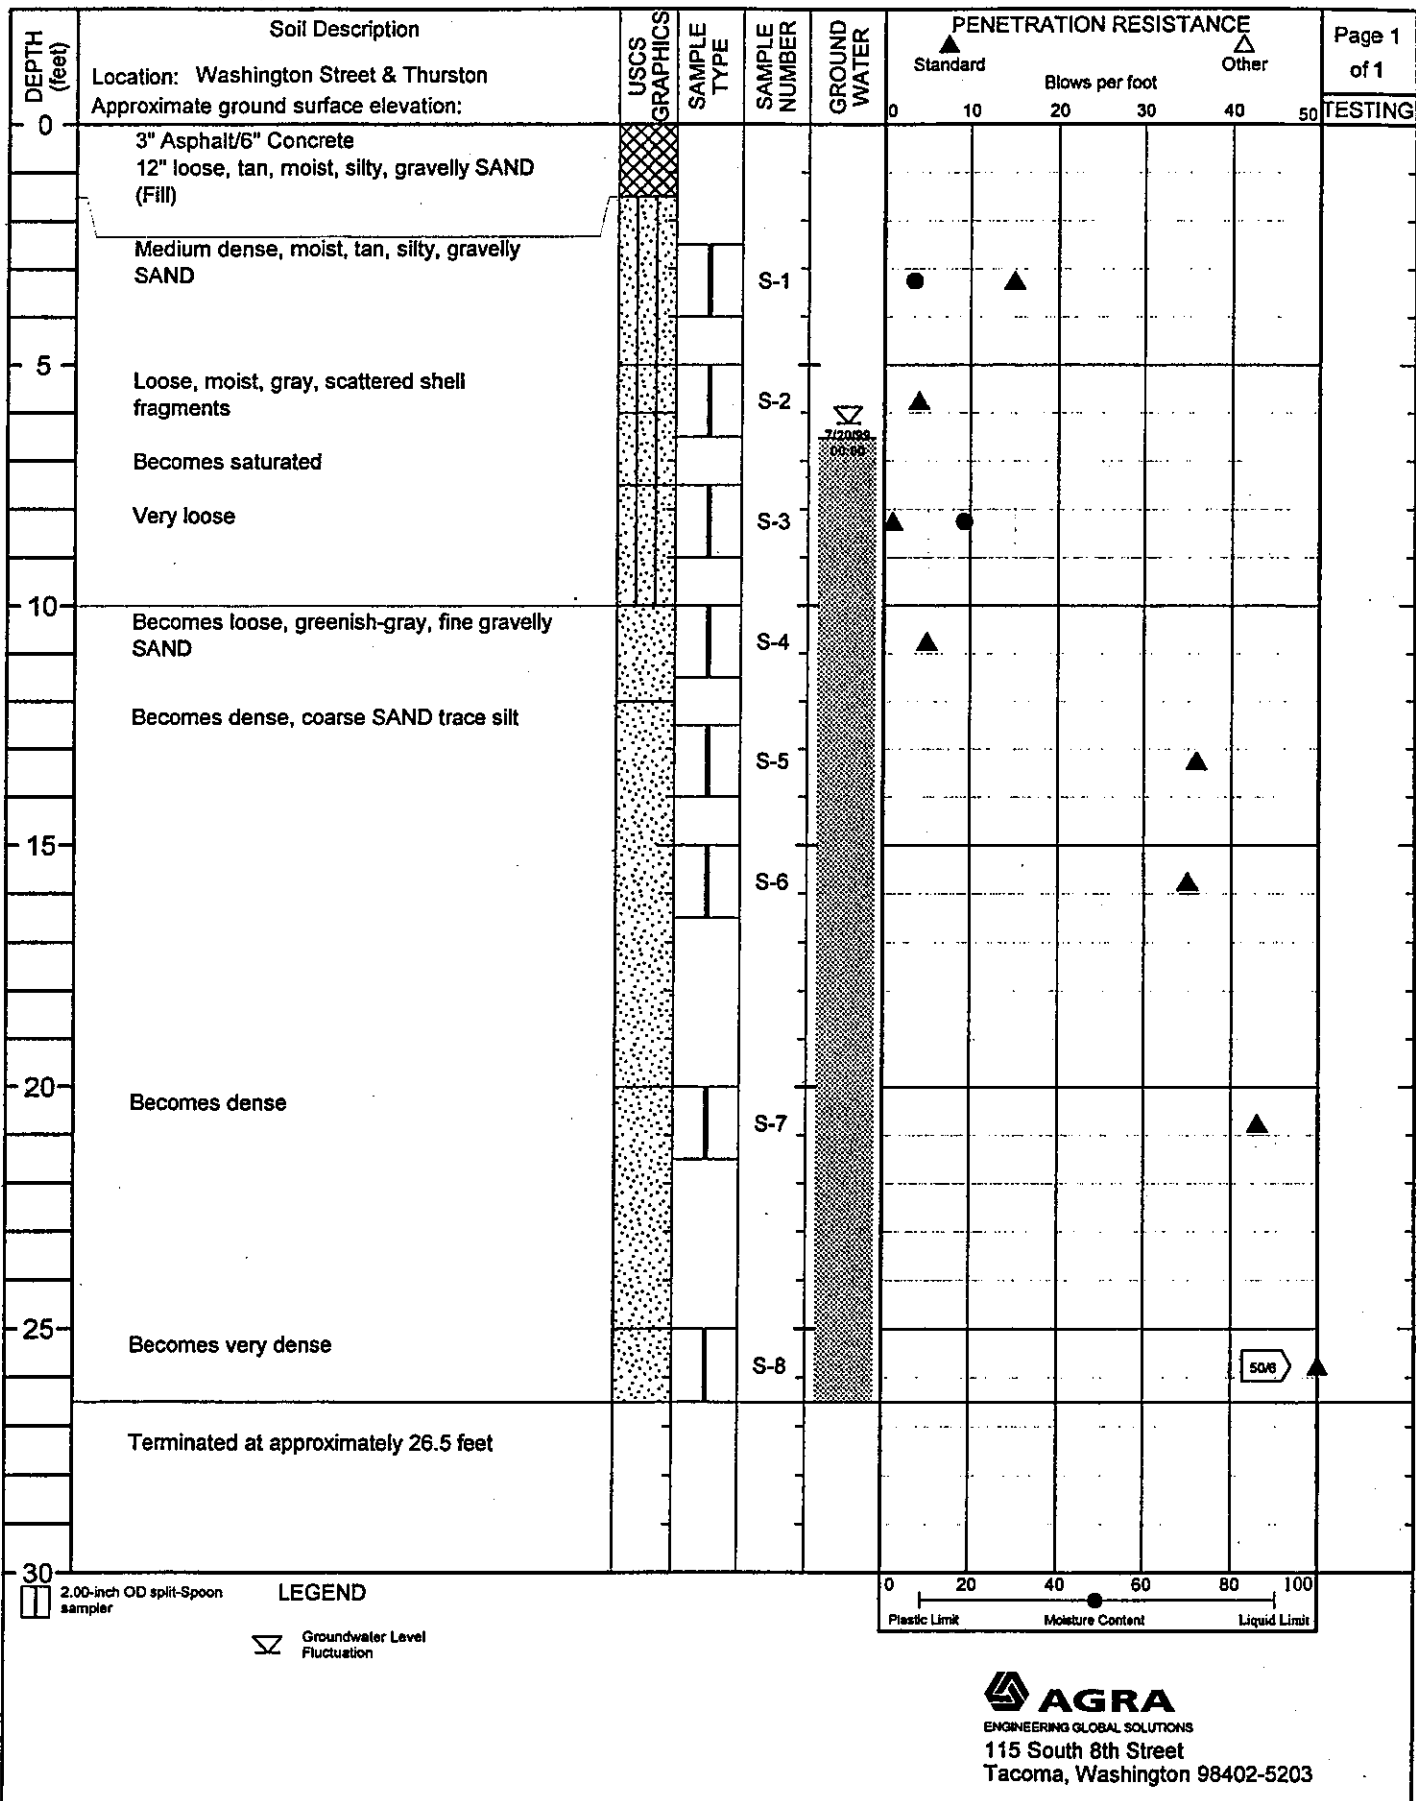 DEPTH (feet)
Soil Description
Location: Washington Street & Thurston
Approximate ground surface elevation:
USCS GRAPHICS
SAMPLE TYPE
SAMPLE NUMBER
GROUND WATER
PENETRATION RESISTANCE
Standard
Other
Blows per foot
0 10 20 30 40 50
Page 1
of 1
TESTING
0
3" Asphalt/6" Concrete
12" loose, tan, moist, silty, gravelly SAND
(Fill)
Medium dense, moist, tan, silty, gravelly
SAND
S-1
5
Loose, moist, gray, scattered shell
fragments
S-2
7/20/99
00:00
Becomes saturated
Very loose
S-3
10
Becomes loose, greenish-gray, fine gravelly
SAND
S-4
Becomes dense, coarse SAND trace silt
S-5
15
S-6
20
Becomes dense
S-7
25
Becomes very dense
S-8
50/6
Terminated at approximately 26.5 feet
30
2.00-inch OD split-Spoon
sampler
LEGEND
Groundwater Level
Fluctuation
0 20 40 60 80 100
Plastic Limit Moisture Content Liquid Limit
AGRA
ENGINEERING GLOBAL SOLUTIONS
115 South 8th Street
Tacoma, Washington 98402-5203